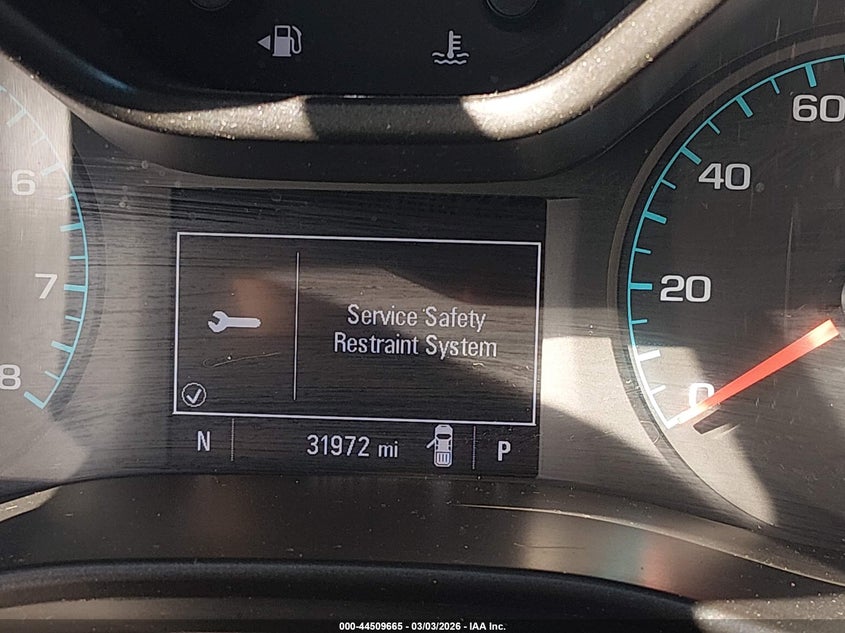 60
40
20
0
6
7
8
Service Safety
Restraint System
N
31972 mi
P
000-44509665 - 03/03/2026 - IAA Inc.